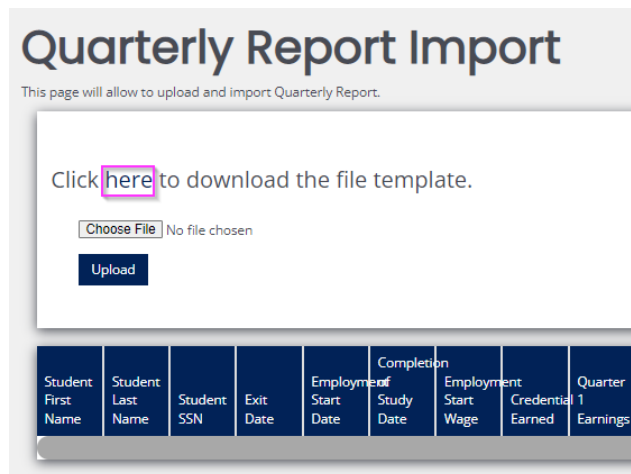 Quarterly Report Import
This page will allow to upload and import Quarterly Report.
Click here to download the file template.
Choose File No file chosen
Upload
Student First Name
Student Last Name
Student SSN
Exit Date
Employment Start Date
Completion of Study Date
Employment Start Wage
Credential Earned
Quarter 1 Earnings